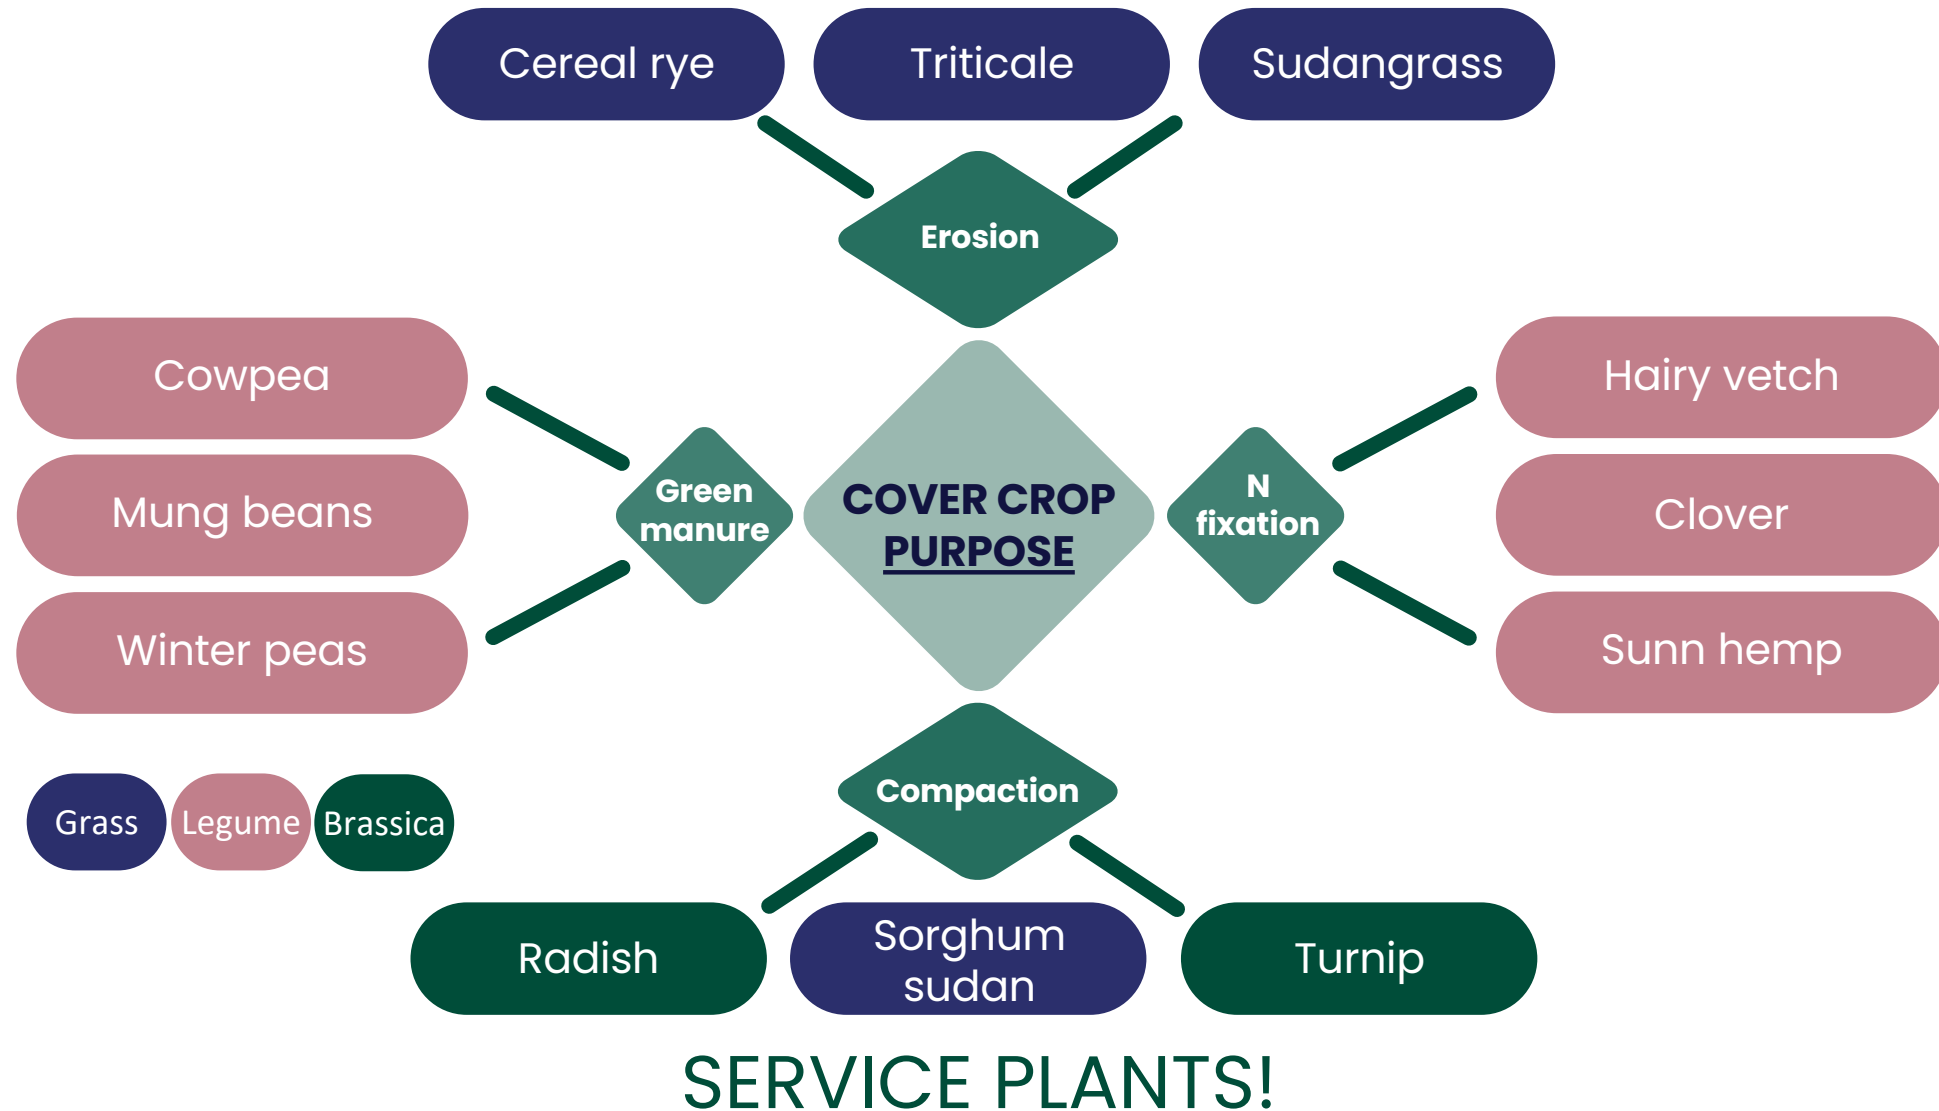 Cereal rye
Triticale
Sudangrass
Erosion
Cowpea
Mung beans
Winter peas
Green
manure
COVER CROP
PURPOSE
N
fixation
Hairy vetch
Clover
Sunn hemp
Compaction
Grass
Legume
Brassica
Radish
Sorghum
sudan
Turnip
SERVICE PLANTS!